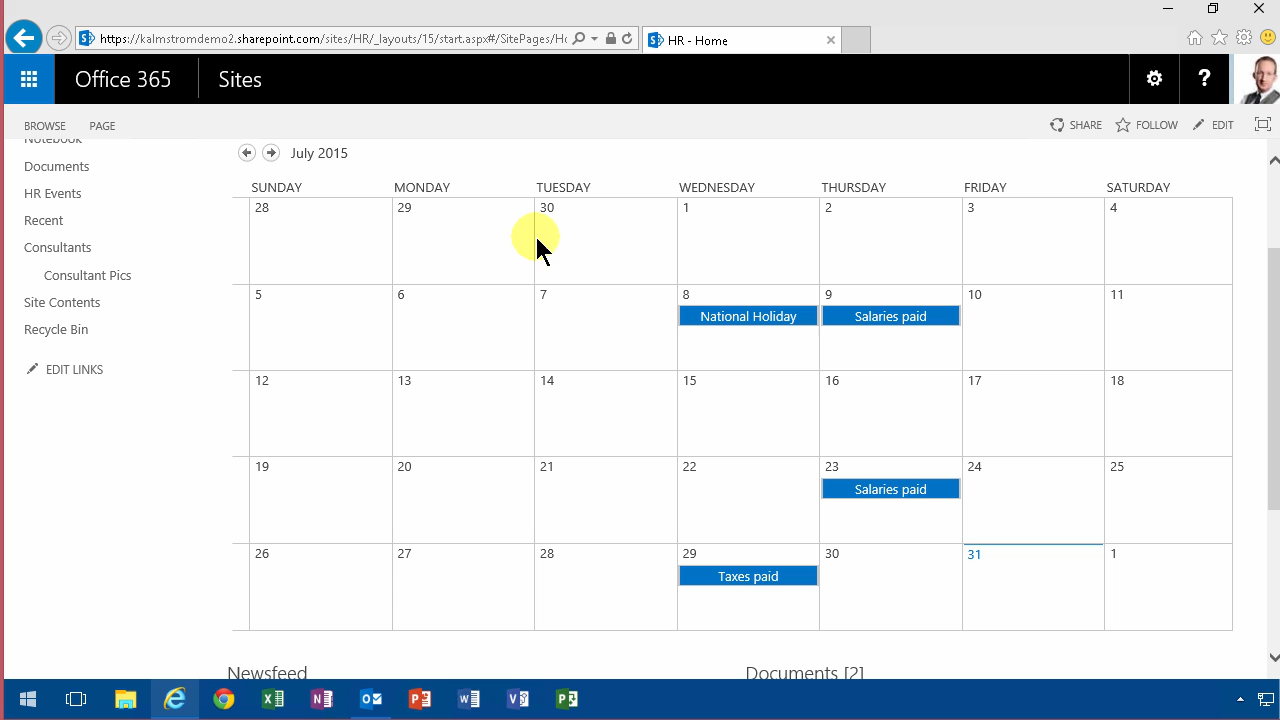 https://kalmstromdemo2.sharepoint.com/sites/HR/_layouts/15/start.aspx#/SitePages/Hc
HR - Home
Office 365
Sites
?
BROWSE
PAGE
SHARE
FOLLOW
EDIT
Notebook
Documents
HR Events
Recent
Consultants
Consultant Pics
Site Contents
Recycle Bin
EDIT LINKS
July 2015
SUNDAY MONDAY TUESDAY WEDNESDAY THURSDAY FRIDAY SATURDAY
28 29 30 1 2 3 4
5 6 7 8 9 10 11
National Holiday Salaries paid
12 13 14 15 16 17 18
19 20 21 22 23 24 25
Salaries paid
26 27 28 29 30 31 1
Taxes paid
Newsfeed
Documents [2]